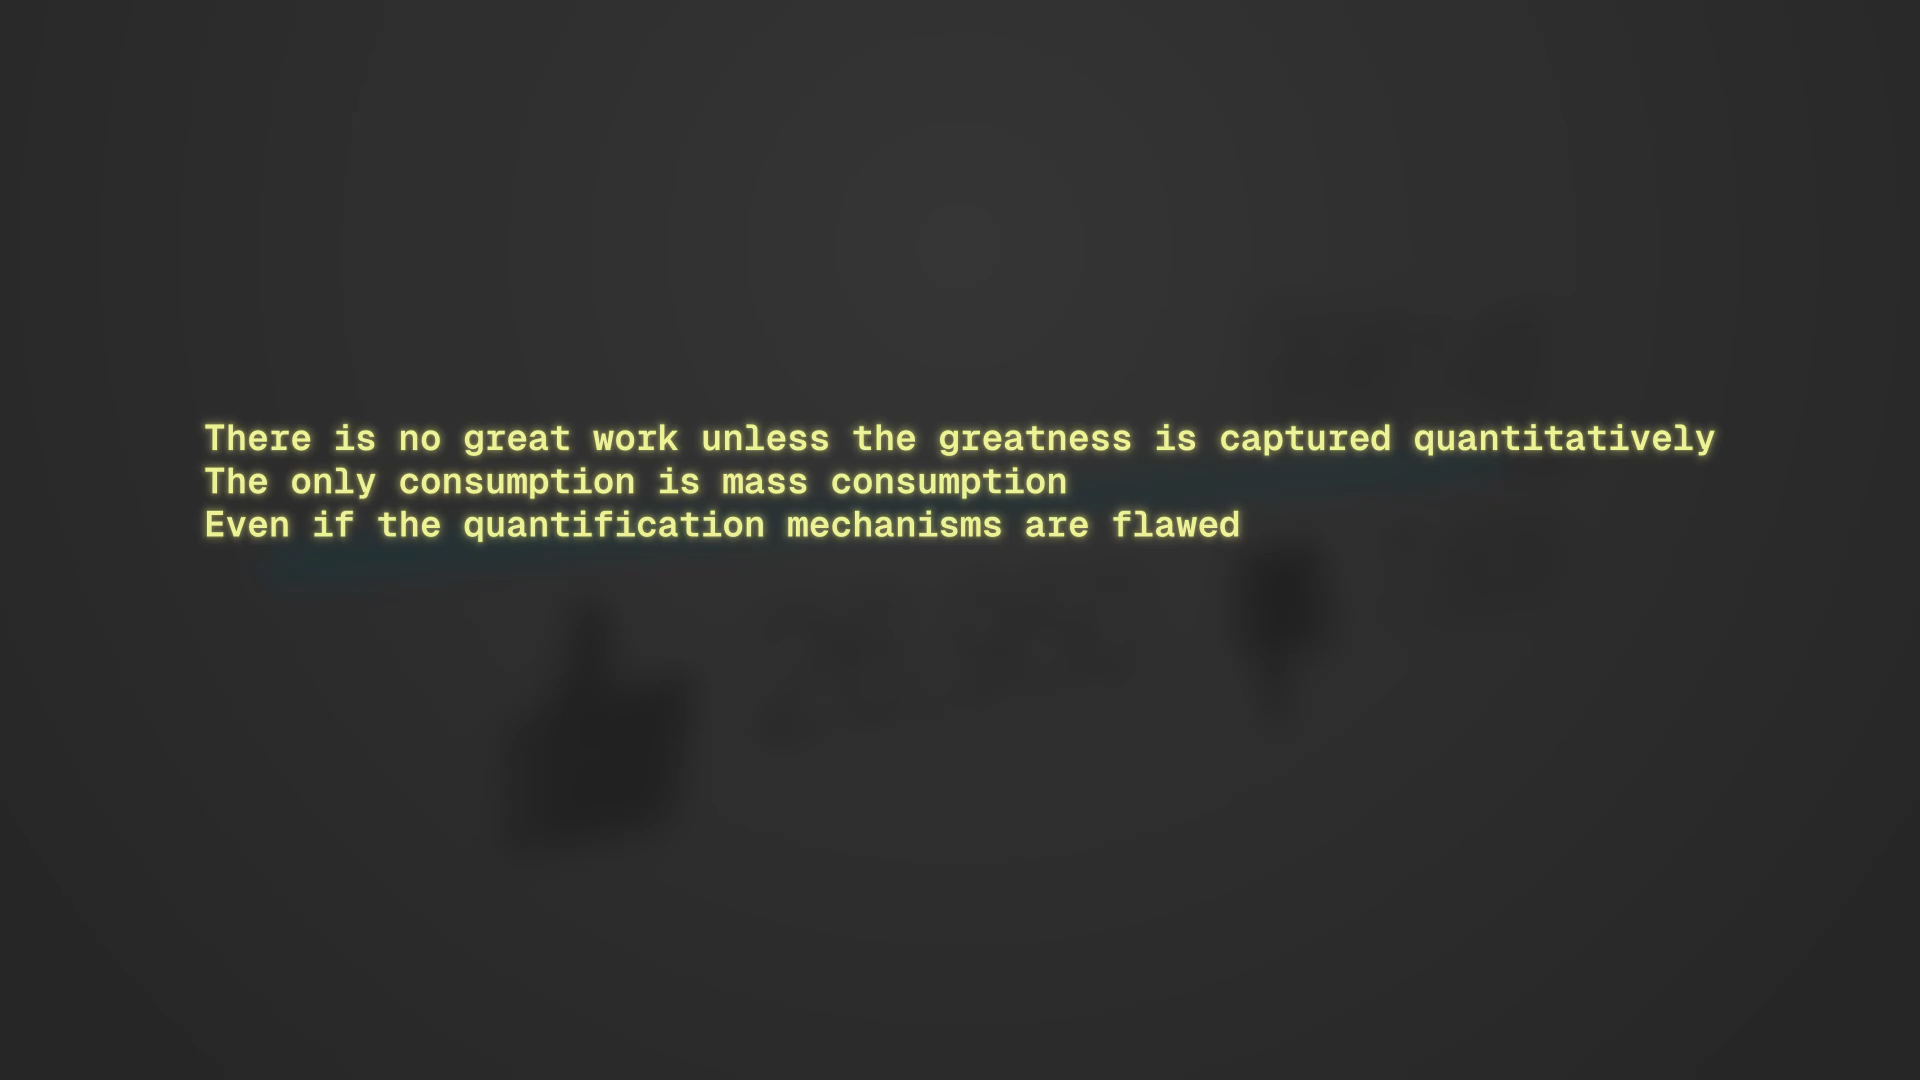 There is no great work unless the greatness is captured quantitatively
The only consumption is mass consumption
Even if the quantification mechanisms are flawed